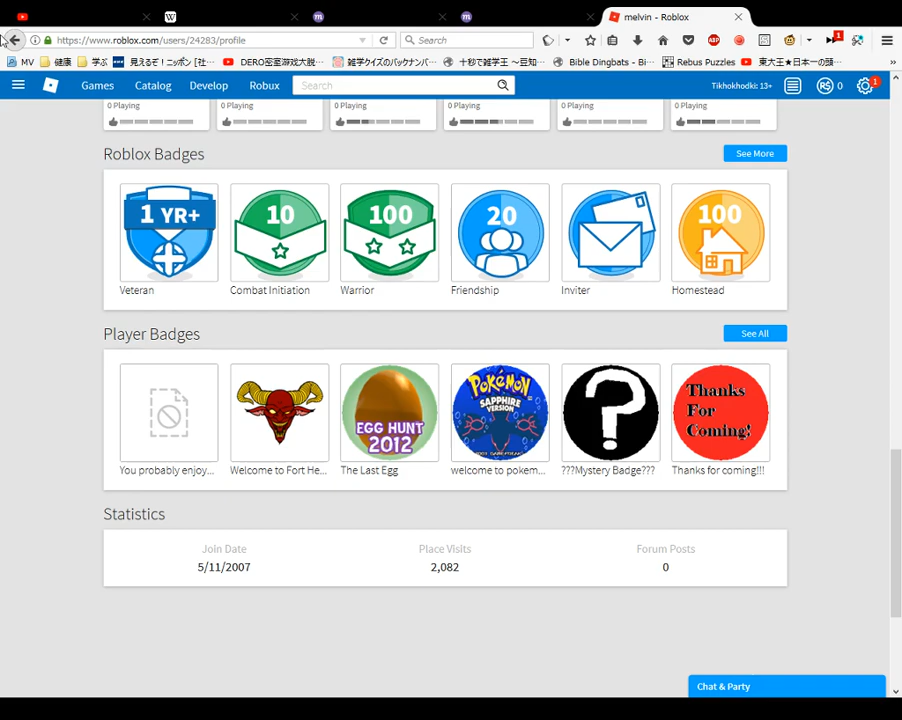 melvin - Roblox
https://www.roblox.com/users/24283/profile
Search
MV 健康 学ぶ 見えるぞ！ニッポン [社… DERO密室游戏大脱… 雑学クイズのバックナンバ… 十秒で雑学王 ～豆知… Bible Dingbats - Bi… Rebus Puzzles 東大王★日本一の頭…
Games Catalog Develop Robux Search Tikhokhodki: 13+ R$ 0 1
0 Playing 0 Playing 0 Playing 0 Playing 0 Playing 0 Playing
Roblox Badges See More
1 YR+ 10 100 20 100
Veteran Combat Initiation Warrior Friendship Inviter Homestead
Player Badges See All
EGG HUNT
2012
POKéMON
SAPPHIRE
VERSION
Thanks
For
Coming!
You probably enjoy... Welcome to Fort He... The Last Egg welcome to pokem... ???Mystery Badge??? Thanks for coming!!!
Statistics
Join Date Place Visits Forum Posts
5/11/2007 2,082 0
Chat & Party